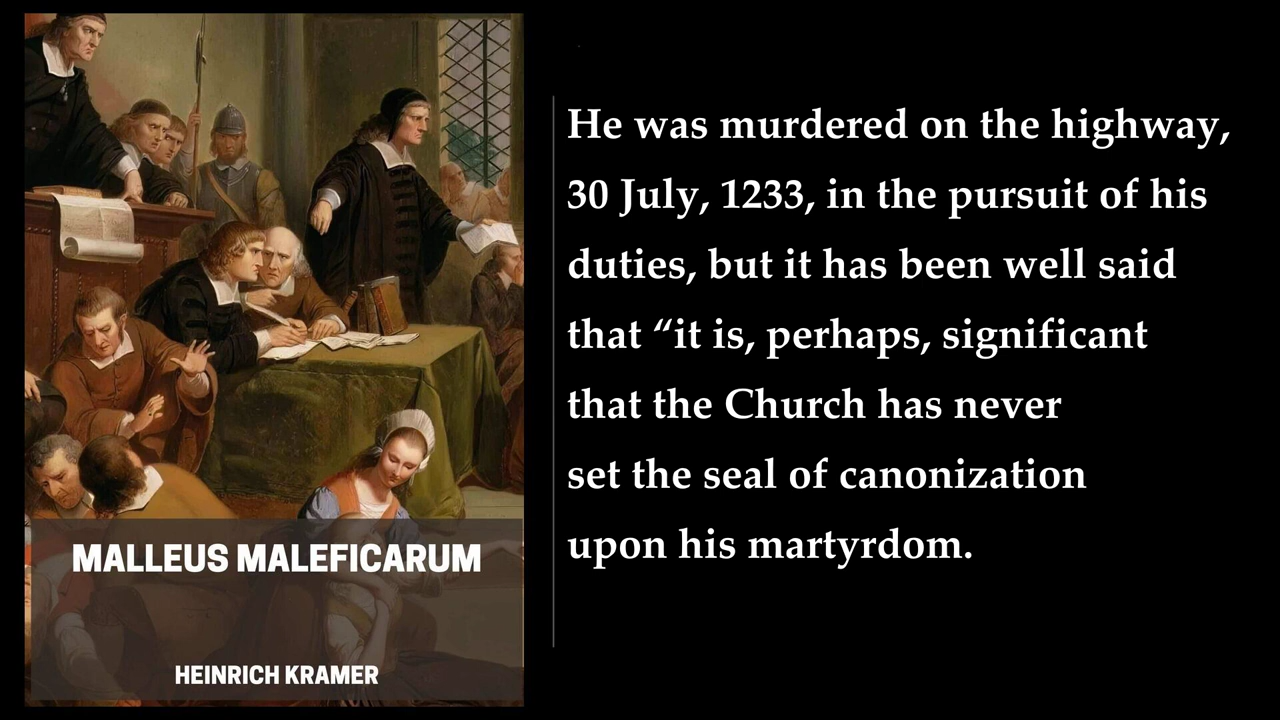 MALLEUS MALEFICARUM
HEINRICH KRAMER
He was murdered on the highway,
30 July, 1233, in the pursuit of his
duties, but it has been well said
that “it is, perhaps, significant
that the Church has never
set the seal of canonization
upon his martyrdom.